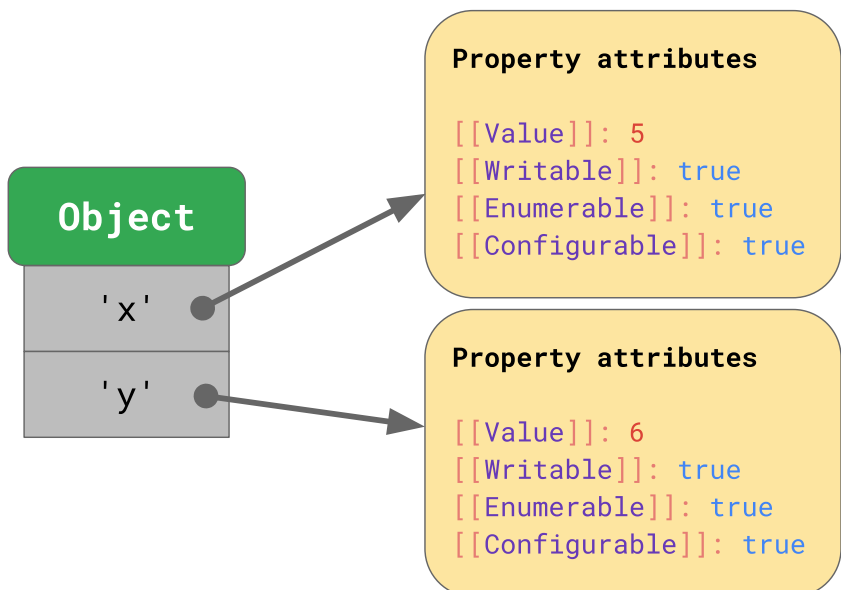 Object
'x'
'y'
Property attributes
[[Value]]: 5
[[Writable]]: true
[[Enumerable]]: true
[[Configurable]]: true
Property attributes
[[Value]]: 6
[[Writable]]: true
[[Enumerable]]: true
[[Configurable]]: true